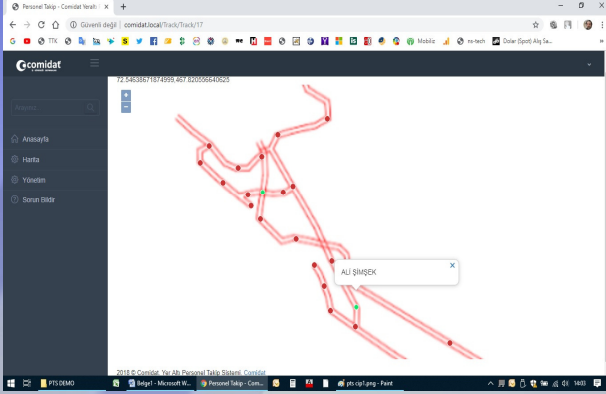 Personel Takip - Comidat Yeraltı
Güvenli değil | comidat.local/Track/Track/17
TTK
Mobiliz
ns-tech
Dolar (Spot) Alış Sa...
comidat
72.54638671874999,467.820556640625
+
−
Anasayfa
Harita
Yönetim
Sorun Bildir
ALİ ŞİMŞEK
2018 © Comidat. Yer Altı Personel Takip Sistemi. Comidat
PTS DEMO
Belge1 - Microsoft W...
Personel Takip - Com...
pts cip1.png - Paint
14:03